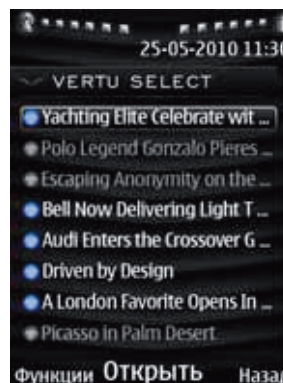 25-05-2010 11:30
VERTU SELECT
Yachting Elite Celebrate wit ...
Polo Legend Gonzalo Pieres ...
Escaping Anonymity on the ...
Bell Now Delivering Light T ...
Audi Enters the Crossover G ...
Driven by Design
A London Favorite Opens In ...
Picasso in Palm Desert
Функции Открыть Назад